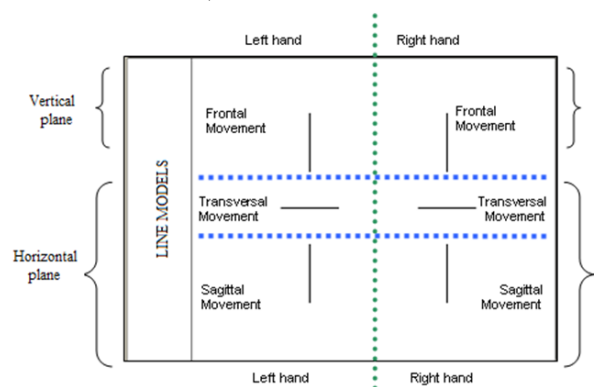 Left hand Right hand
Vertical
plane
Frontal
Movement
Frontal
Movement
LINE MODELS
Transversal
Movement
Transversal
Movement
Horizontal
plane
Sagittal
Movement
Sagittal
Movement
Left hand Right hand